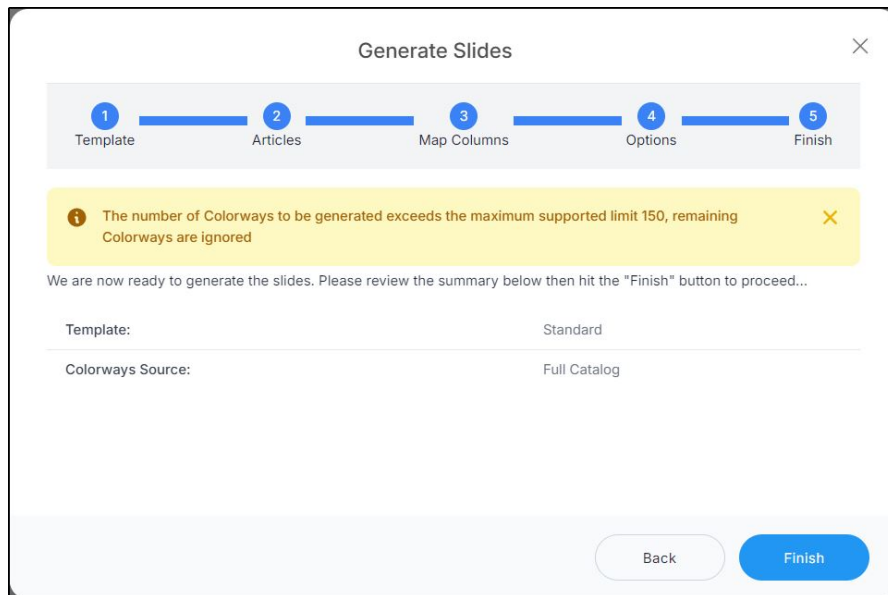 Generate Slides
1
2
3
4
5
Template
Articles
Map Columns
Options
Finish
The number of Colorways to be generated exceeds the maximum supported limit 150, remaining
Colorways are ignored
We are now ready to generate the slides. Please review the summary below then hit the "Finish" button to proceed...
Template: Standard
Colorways Source: Full Catalog
Back Finish